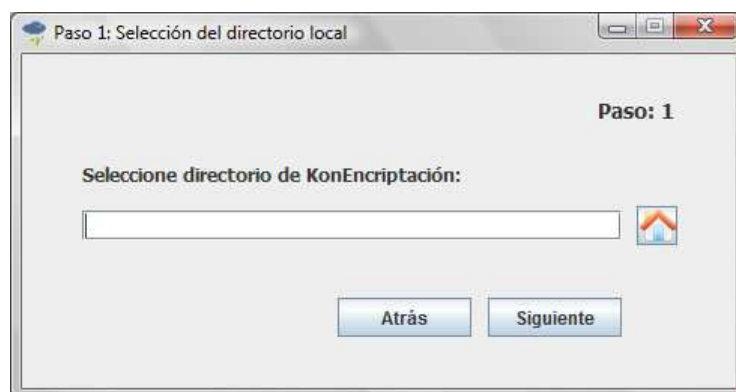 Paso 1: Selección del directorio local
Paso: 1
Seleccione directorio de KonEncriptación:
Atrás Siguiente